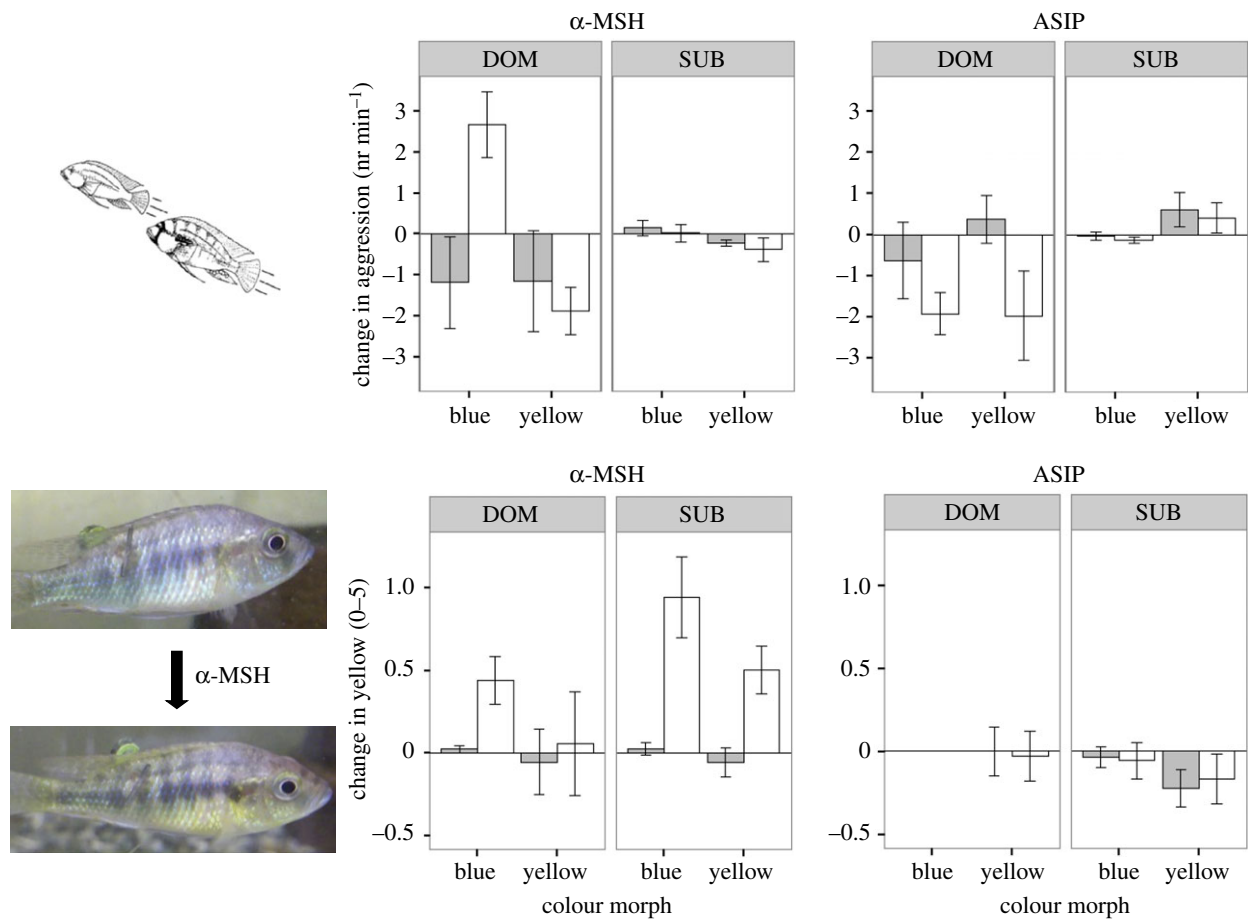 α-MSH
DOM SUB
change in aggression (nr min–1)
3
2
1
0
–1
–2
–3
blue yellow blue yellow
ASIP
DOM SUB
3
2
1
0
–1
–2
–3
blue yellow blue yellow
α-MSH
α-MSH
DOM SUB
change in yellow (0–5)
1.0
0.5
0
–0.5
blue yellow blue yellow
colour morph
ASIP
DOM SUB
1.0
0.5
0
–0.5
blue yellow blue yellow
colour morph